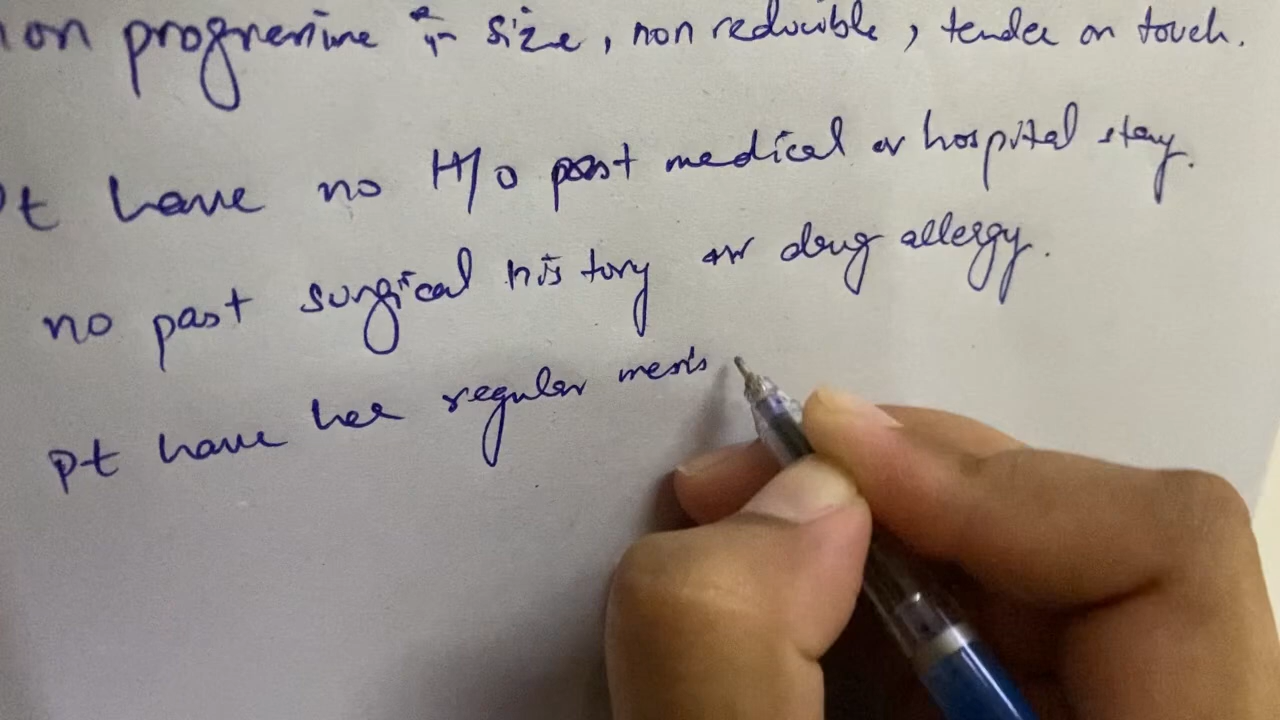 non progressive in size, non reducible, tender on touch.
Pt have no H/o past medical or hospital stay.
no past surgical history or drug allergy.
Pt have her regular mens